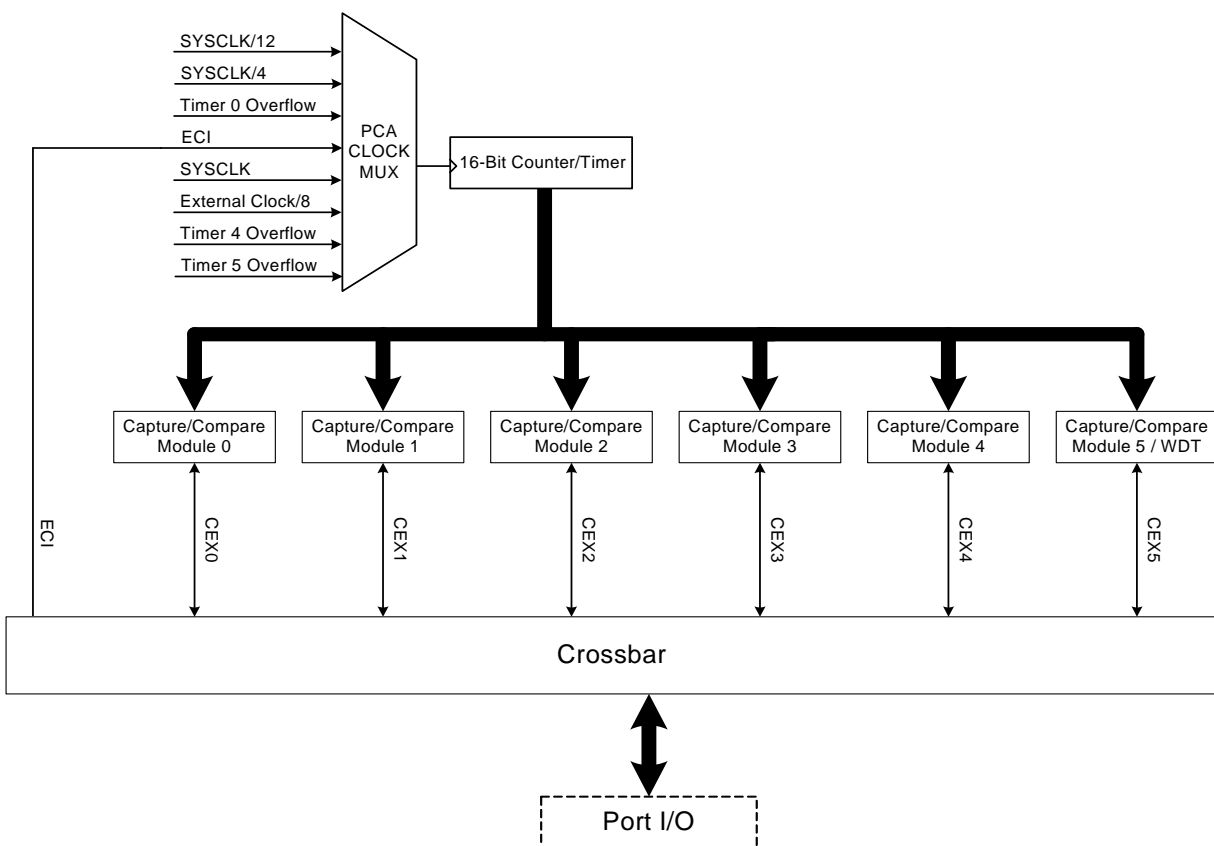 SYSCLK/12
SYSCLK/4
Timer 0 Overflow
ECI
SYSCLK
External Clock/8
Timer 4 Overflow
Timer 5 Overflow
PCA
CLOCK
MUX
16-Bit Counter/Timer
Capture/Compare
Module 0
Capture/Compare
Module 1
Capture/Compare
Module 2
Capture/Compare
Module 3
Capture/Compare
Module 4
Capture/Compare
Module 5 / WDT
ECI
CEX0
CEX1
CEX2
CEX3
CEX4
CEX5
Crossbar
Port I/O